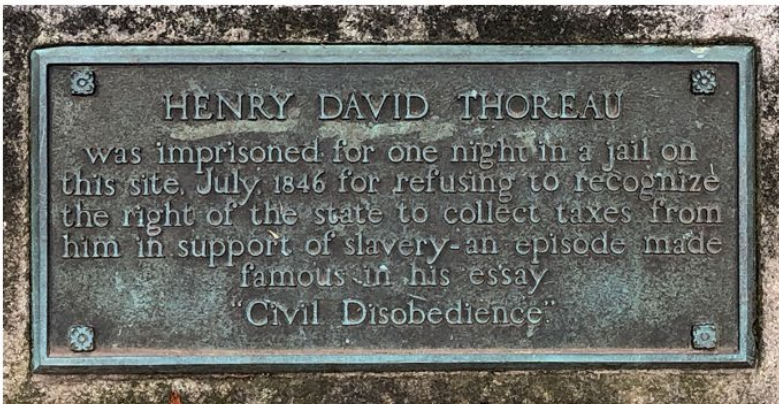 HENRY DAVID THOREAU
was imprisoned for one night in a jail on
this site, July, 1846 for refusing to recognize
the right of the state to collect taxes from
him in support of slavery-an episode made
famous in his essay
"Civil Disobedience."